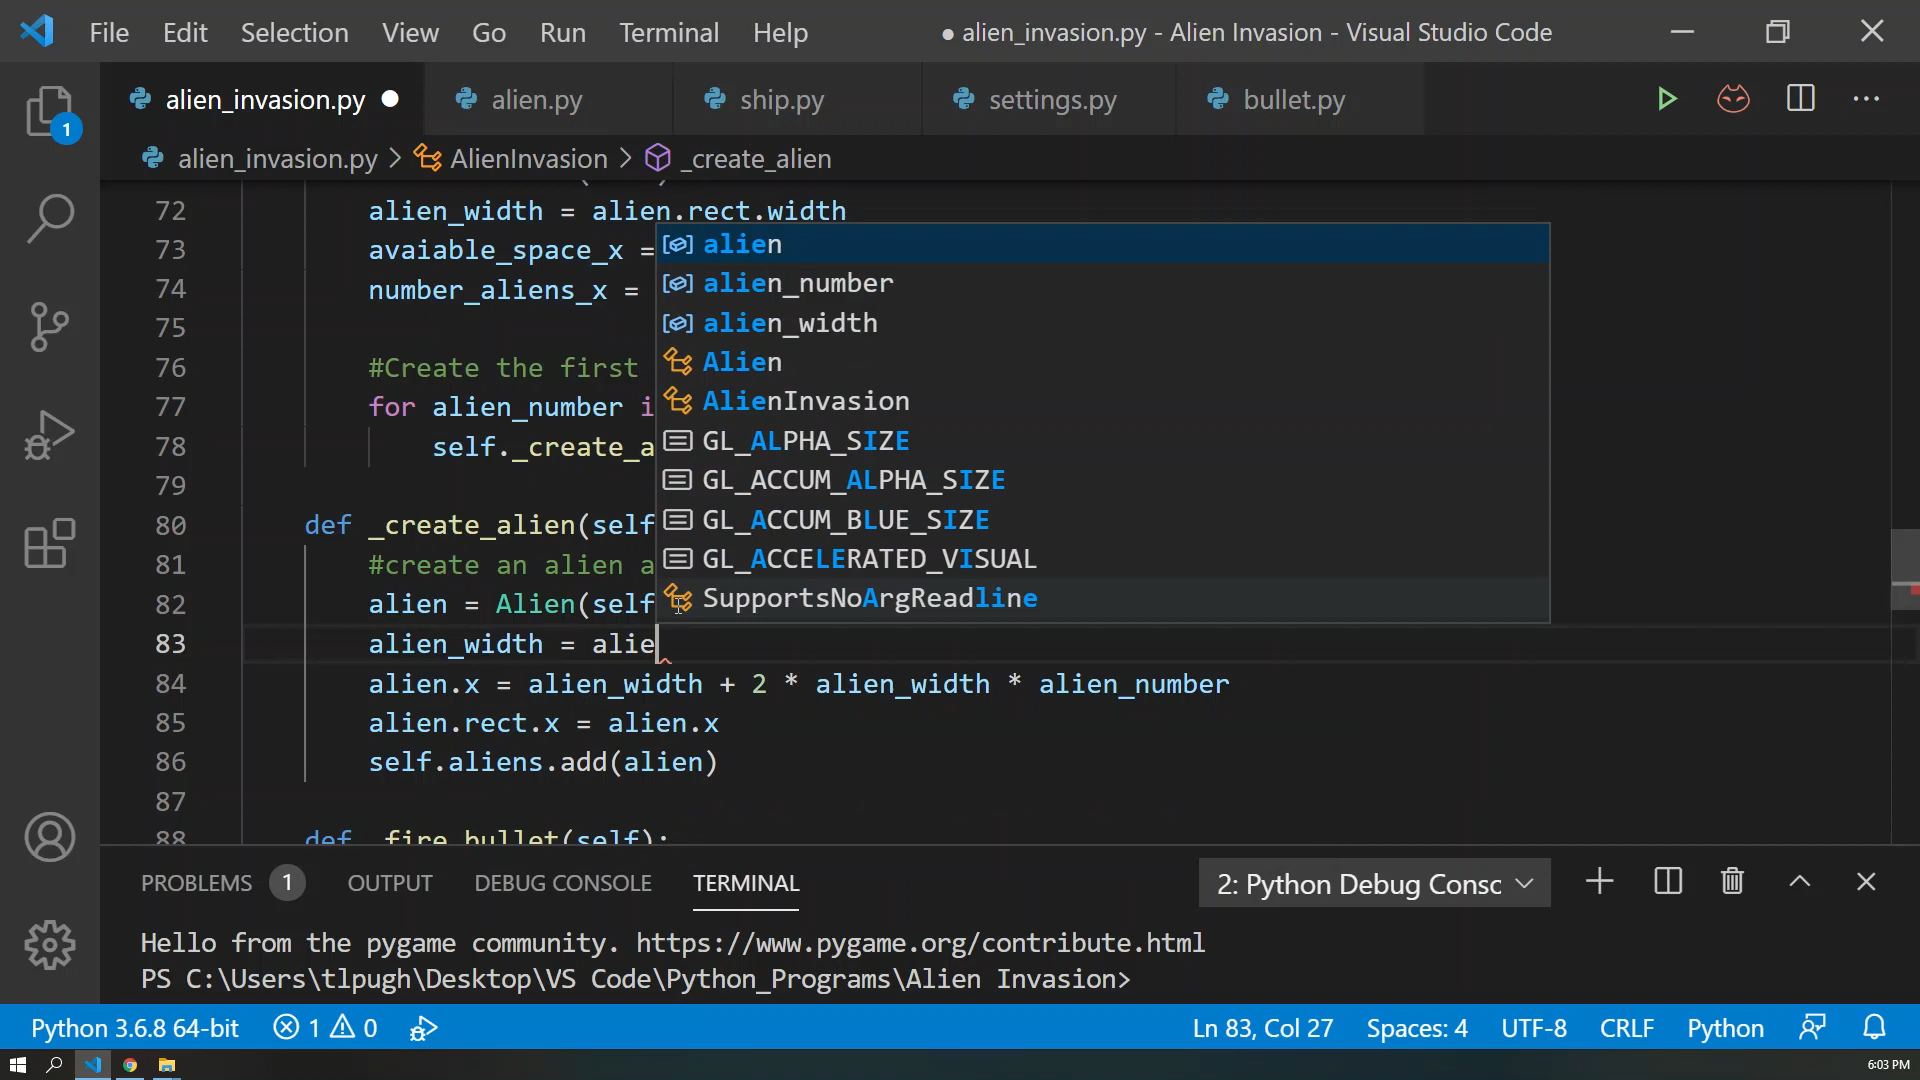 File Edit Selection View Go Run Terminal Help ● alien_invasion.py - Alien Invasion - Visual Studio Code
alien_invasion.py alien.py ship.py settings.py bullet.py
1
alien_invasion.py > AlienInvasion > _create_alien
72 alien_width = alien.rect.width
73 avaiable_space_x =
74 number_aliens_x =
75
76 #Create the first
77 for alien_number i
78 self._create_a
79
80 def _create_alien(self
81 #create an alien a
82 alien = Alien(self
83 alien_width = alie
84 alien.x = alien_width + 2 * alien_width * alien_number
85 alien.rect.x = alien.x
86 self.aliens.add(alien)
87
88 def _fire_bullet(self):
alien
alien_number
alien_width
Alien
AlienInvasion
GL_ALPHA_SIZE
GL_ACCUM_ALPHA_SIZE
GL_ACCUM_BLUE_SIZE
GL_ACCELERATED_VISUAL
SupportsNoArgReadline
PROBLEMS 1 OUTPUT DEBUG CONSOLE TERMINAL 2: Python Debug Consc
Hello from the pygame community. https://www.pygame.org/contribute.html
PS C:\Users\tlpugh\Desktop\VS Code\Python_Programs\Alien Invasion>
Python 3.6.8 64-bit 1 0 Ln 83, Col 27 Spaces: 4 UTF-8 CRLF Python
6:03 PM